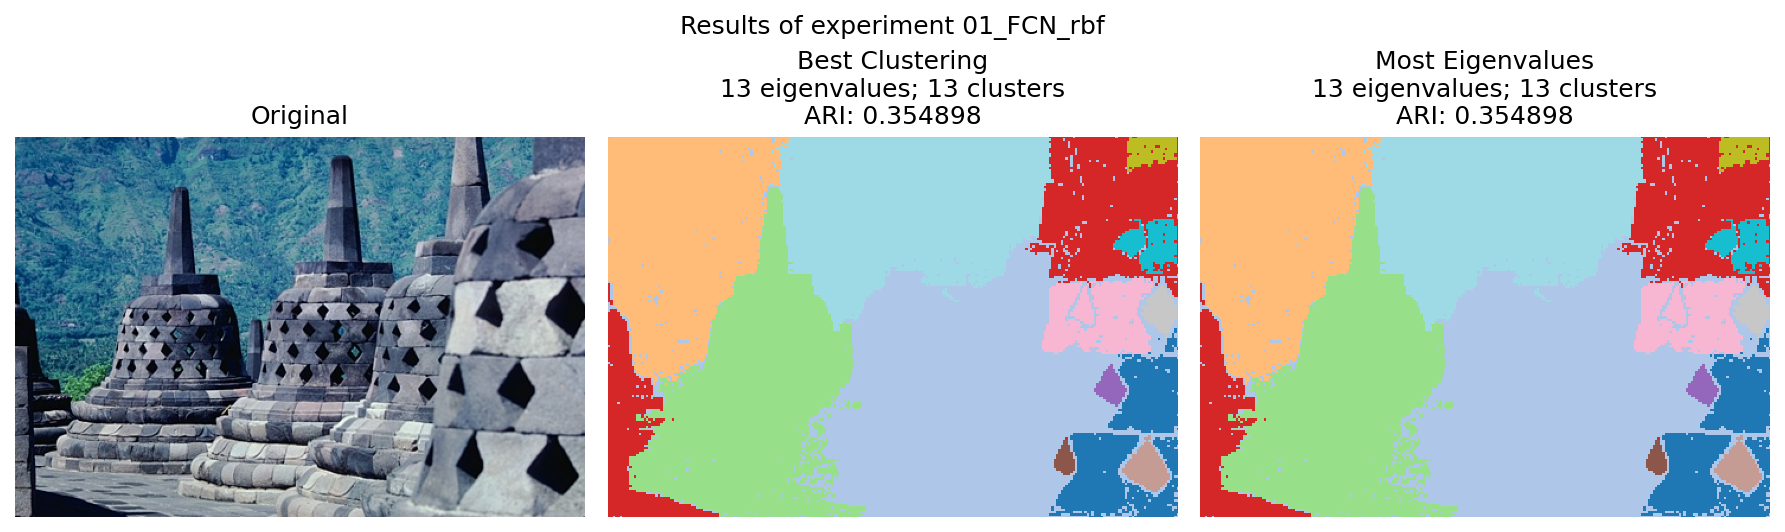 Results of experiment 01_FCN_rbf
Original
Best Clustering
13 eigenvalues; 13 clusters
ARI: 0.354898
Most Eigenvalues
13 eigenvalues; 13 clusters
ARI: 0.354898